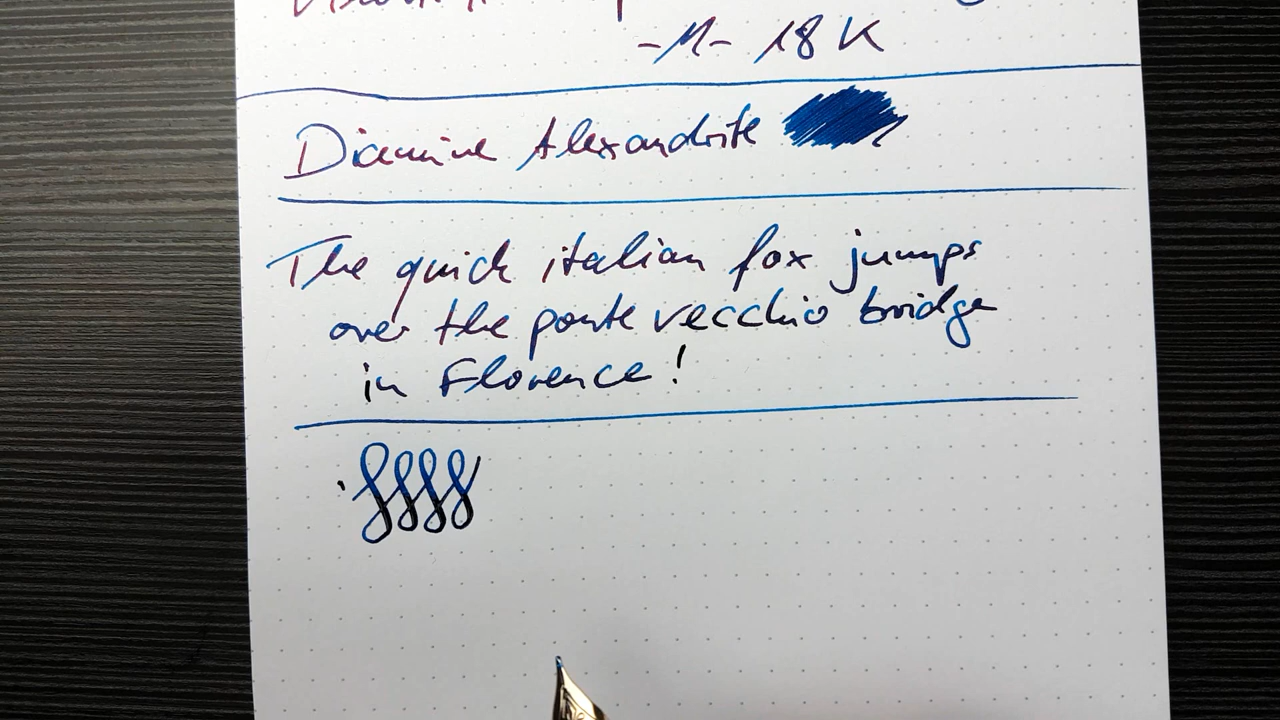 -M- 18 K
Diamine Alexandrite
The quick italian fox jumps
over the ponte vecchio bridge
in Florence!